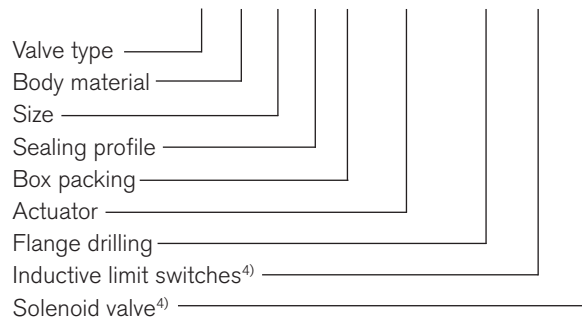 Valve type
Body material
Size
Sealing profile
Box packing
Actuator
Flange drilling
Inductive limit switches⁴⁾
Solenoid valve⁴⁾